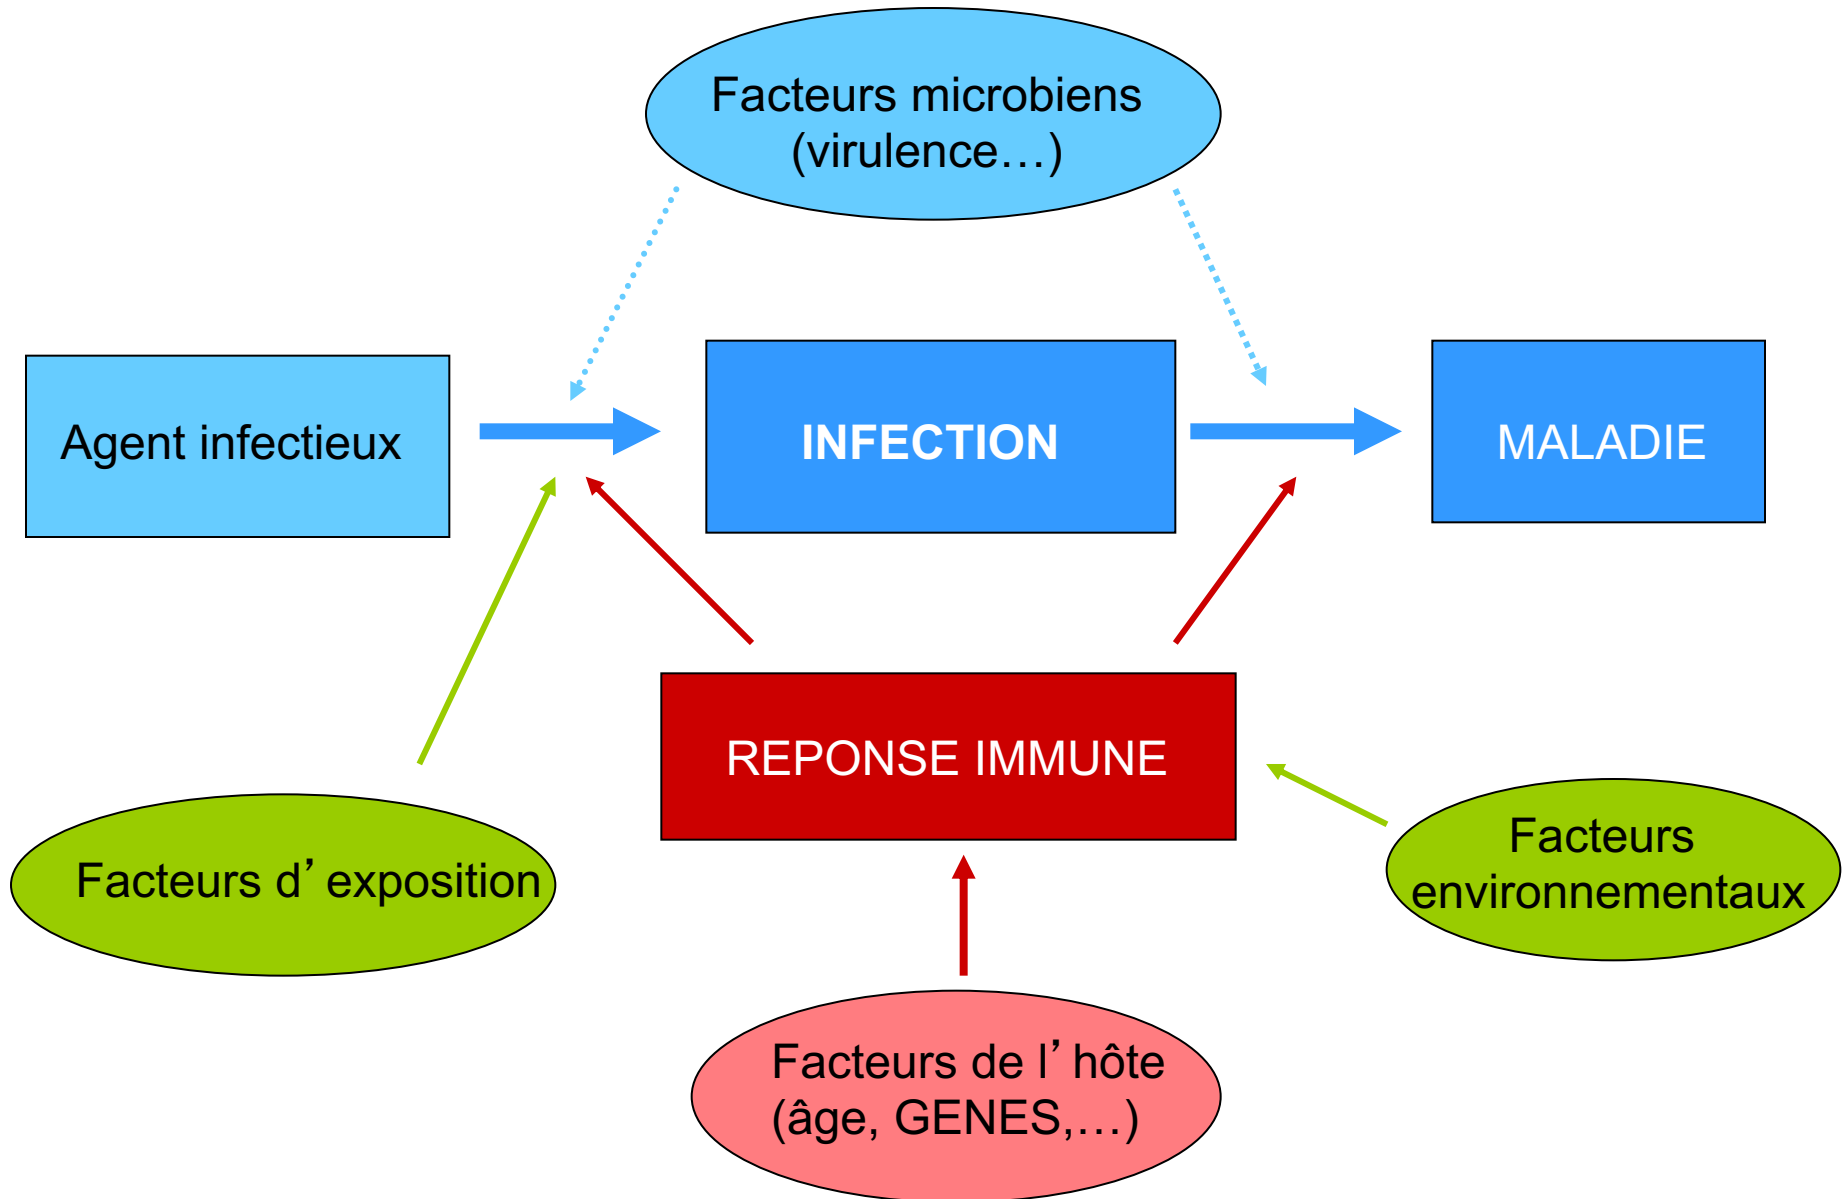 Facteurs microbiens
(virulence…)
Agent infectieux
INFECTION
MALADIE
REPONSE IMMUNE
Facteurs d’ exposition
Facteurs
environnementaux
Facteurs de l’ hôte
(âge, GENES,…)